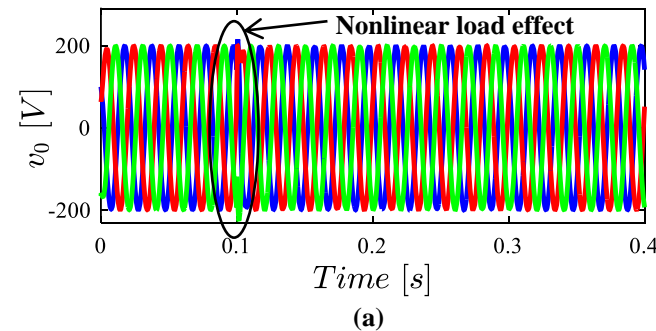 Nonlinear load effect
200
0
-200
v₀ [V]
0 0.1 0.2 0.3 0.4
Time [s]
(a)